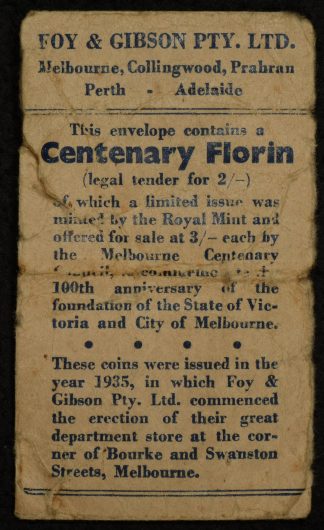 FOY & GIBSON PTY. LTD.
Melbourne, Collingwood, Prahran
Perth - Adelaide
This envelope contains a
Centenary Florin
(legal tender for 2/-)
of which a limited issue was
minted by the Royal Mint and
offered for sale at 3/- each by
the Melbourne Centenary
Council, to
100th anniversary of the
foundation of the State of Vic-
toria and City of Melbourne.
These coins were issued in the
year 1935, in which Foy &
Gibson Pty. Ltd. commenced
the erection of their great
department store at the cor-
ner of Bourke and Swanston
Streets, Melbourne.